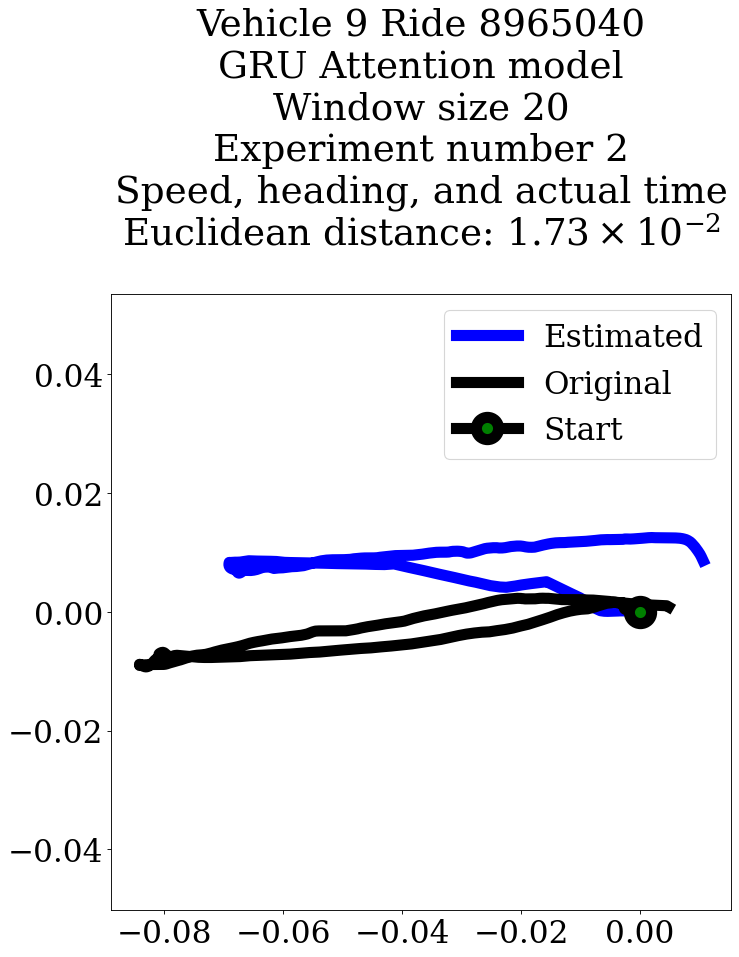 Vehicle 9 Ride 8965040
GRU Attention model
Window size 20
Experiment number 2
Speed, heading, and actual time
Euclidean distance: 1.73 × 10⁻²
Estimated
Original
Start
0.04
0.02
0.00
−0.02
−0.04
−0.08
−0.06
−0.04
−0.02
0.00